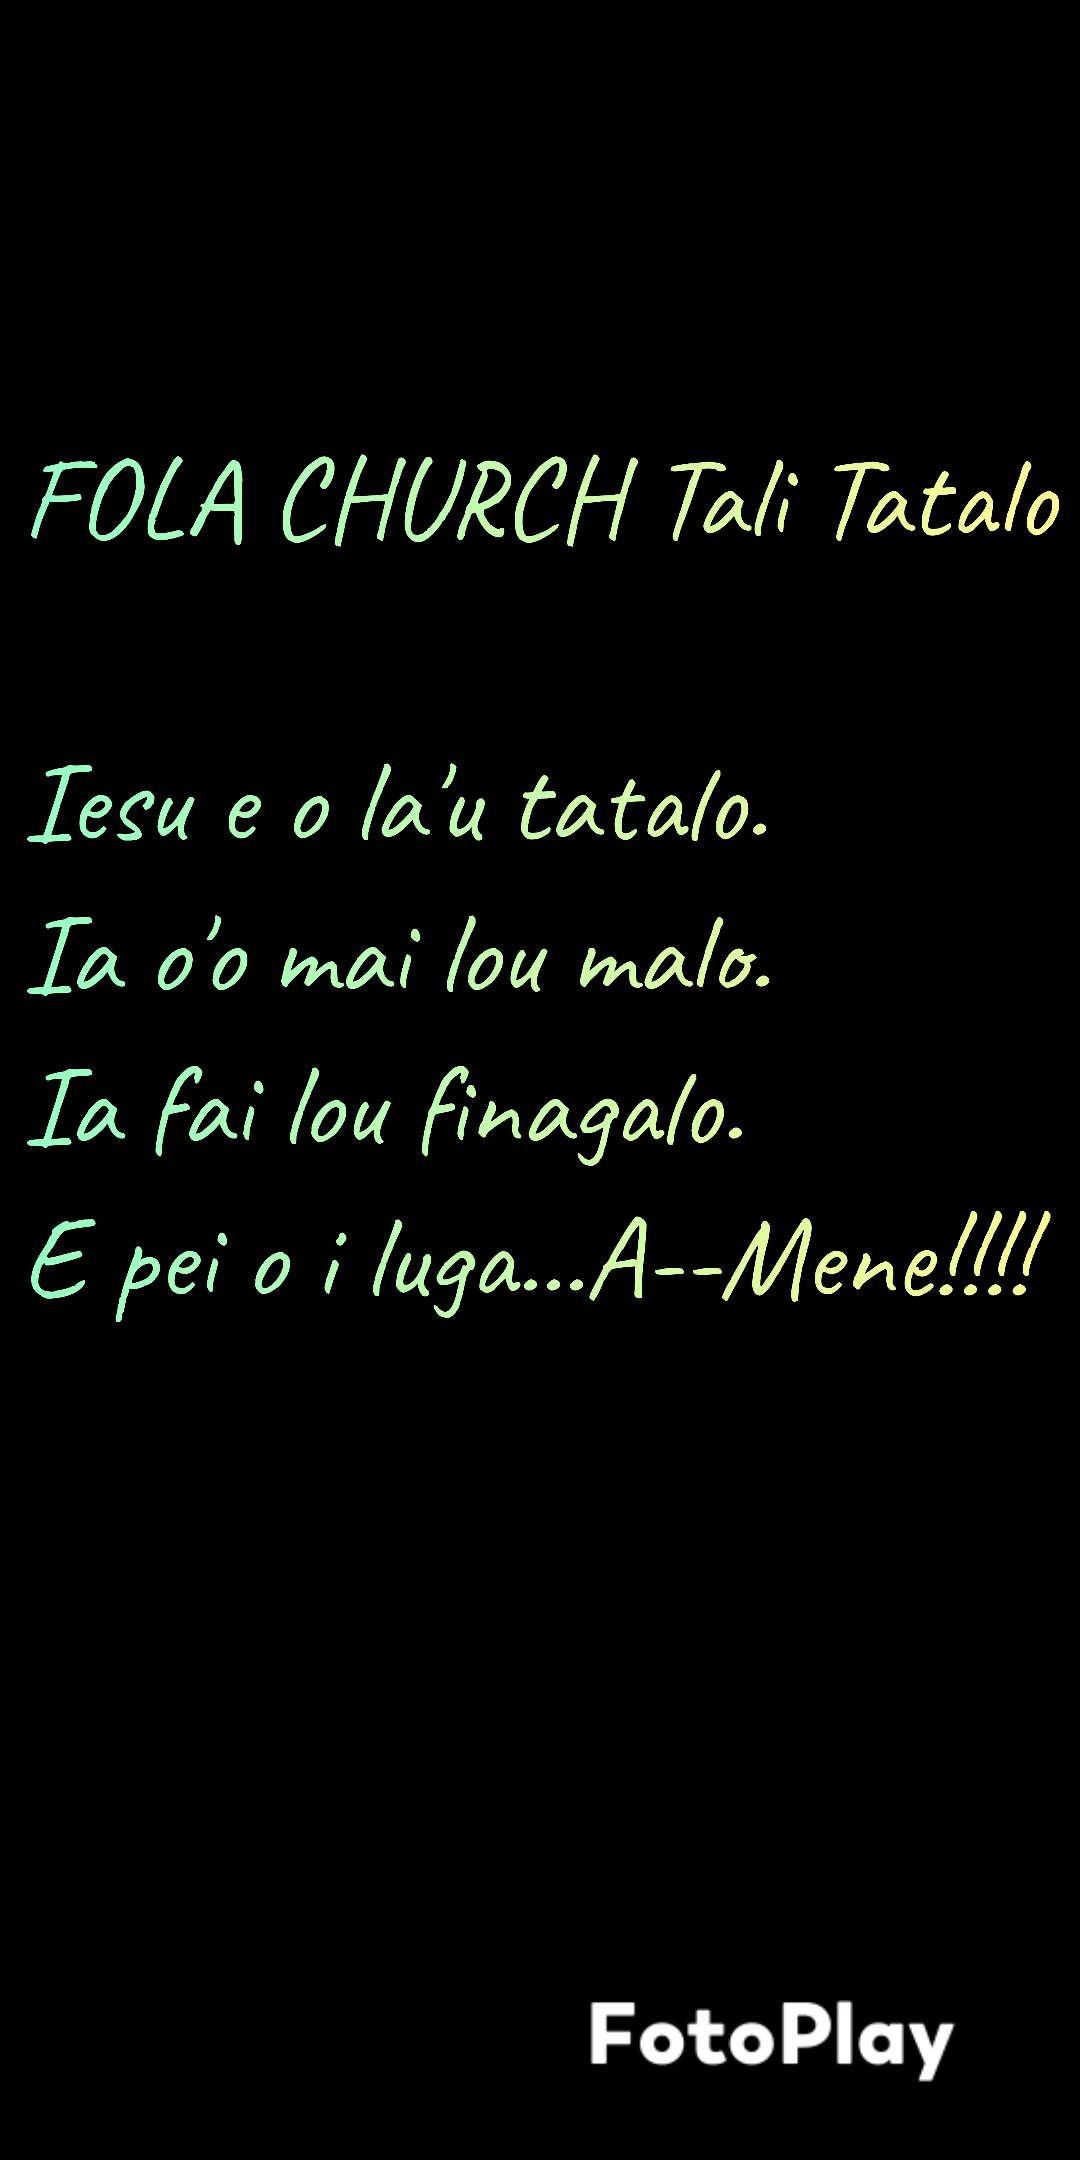 FOLA CHURCH Tali Tatalo
Iesu e o la'u tatalo.
Ia o'o mai lou malo.
Ia fai lou finagalo.
E pei o i luga...A--Mene!!!!
FotoPlay